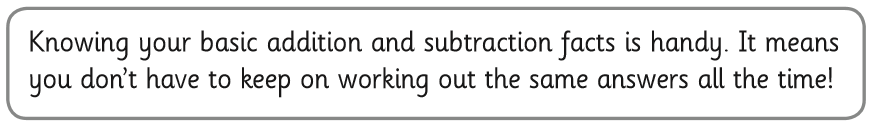 Knowing your basic addition and subtraction facts is handy. It means
you don't have to keep on working out the same answers all the time!